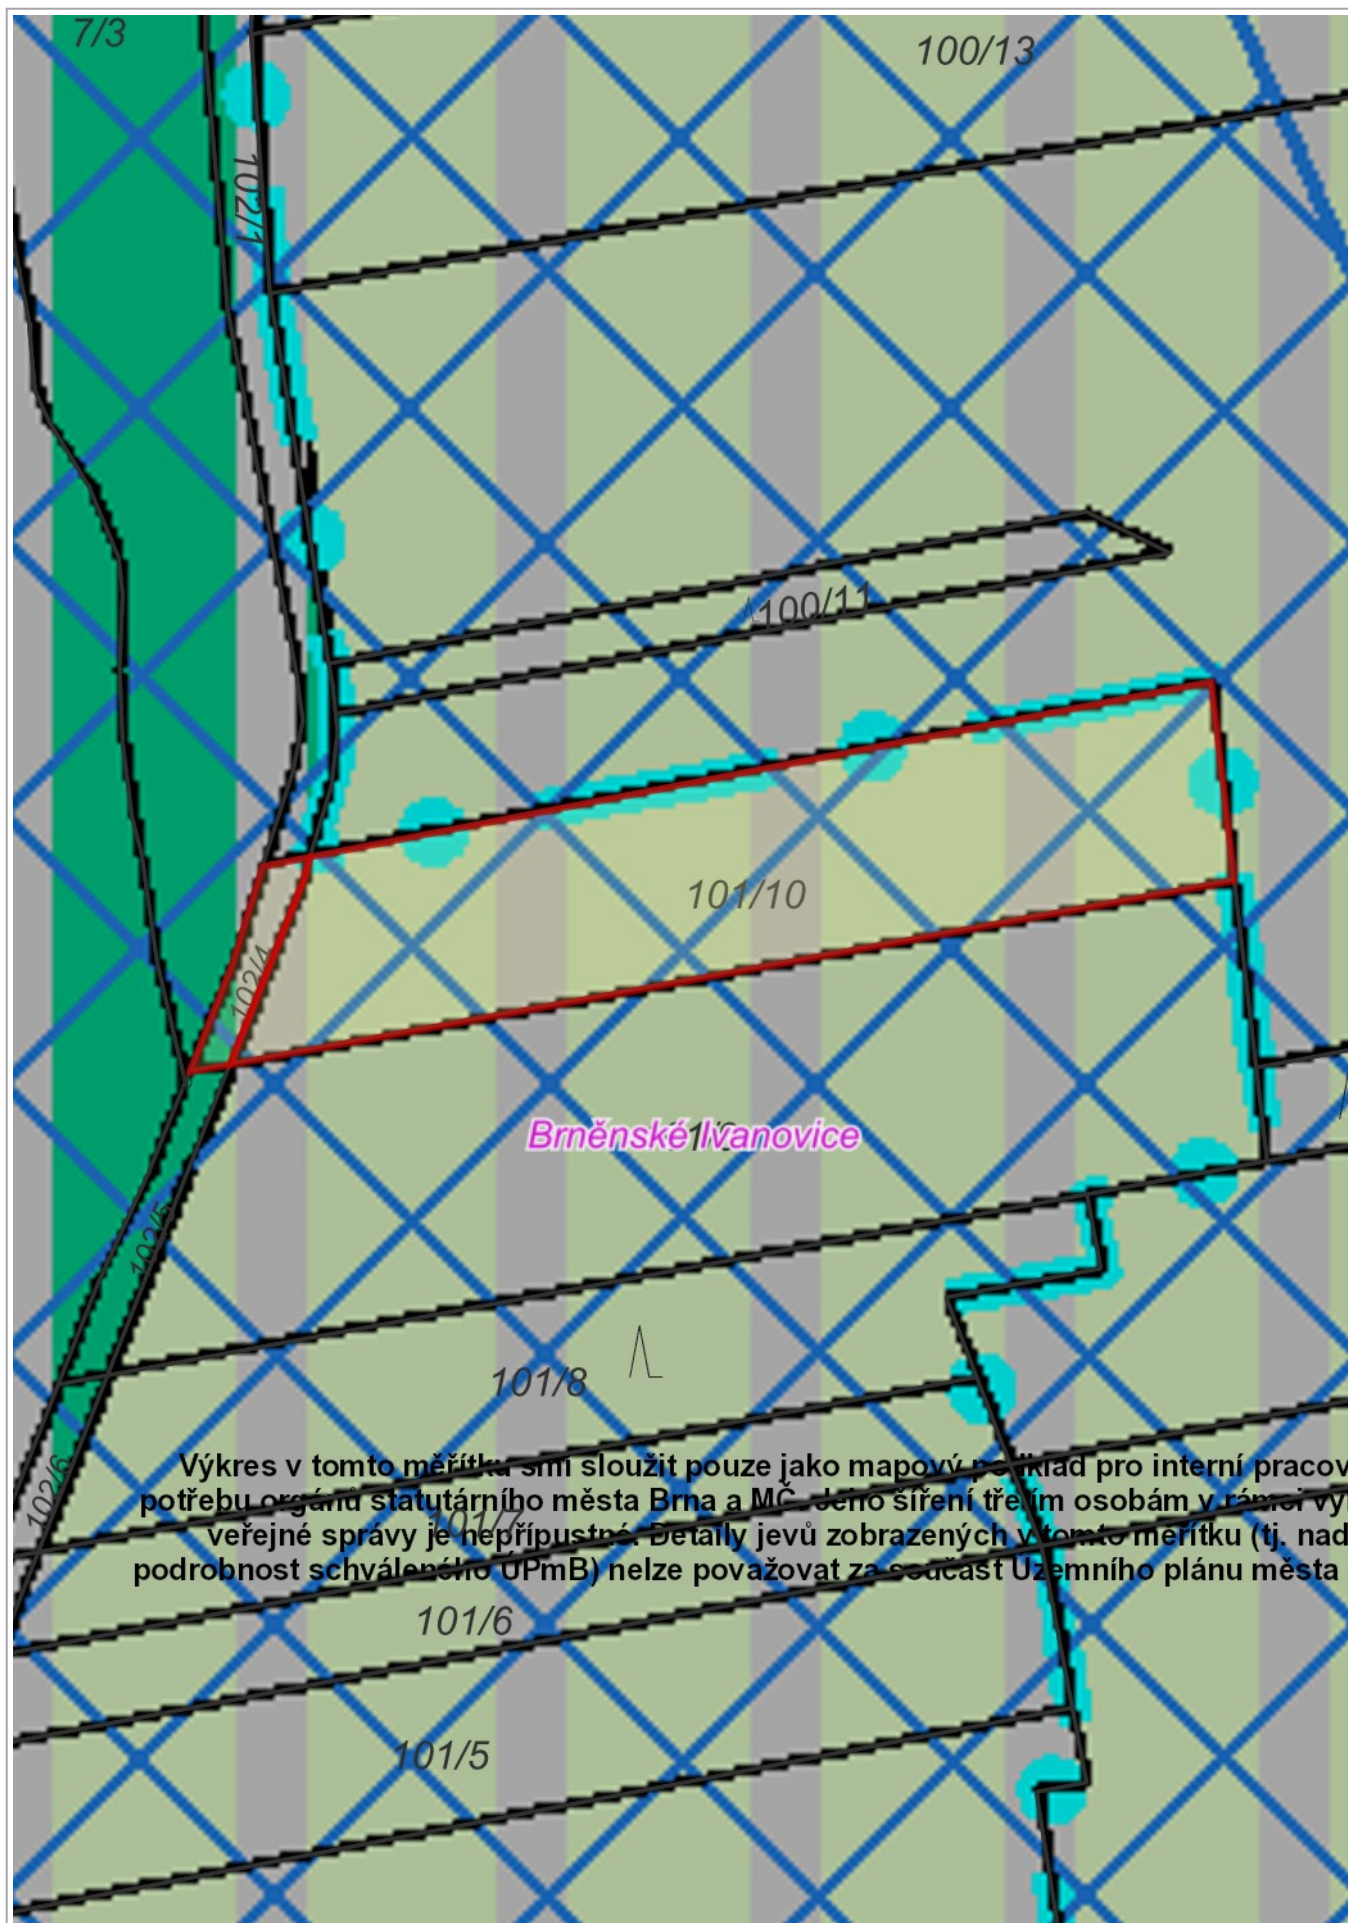 7/3
100/13
102/1
100/11
101/10
102/4
Brněnské Ivanovice
102/5
101/8
102/6
Výkres v tomto měřítku smí sloužit pouze jako mapový podklad pro interní pracov
potřebu orgánů statutárního města Brna a MČ. Jeho šíření třetím osobám v rámci vý
101/7
veřejné správy je nepřípustné. Detaily jevů zobrazených v tomto měřítku (tj. nad
podrobnost schváleného ÚPmB) nelze považovat za součást Územního plánu města
101/6
101/5